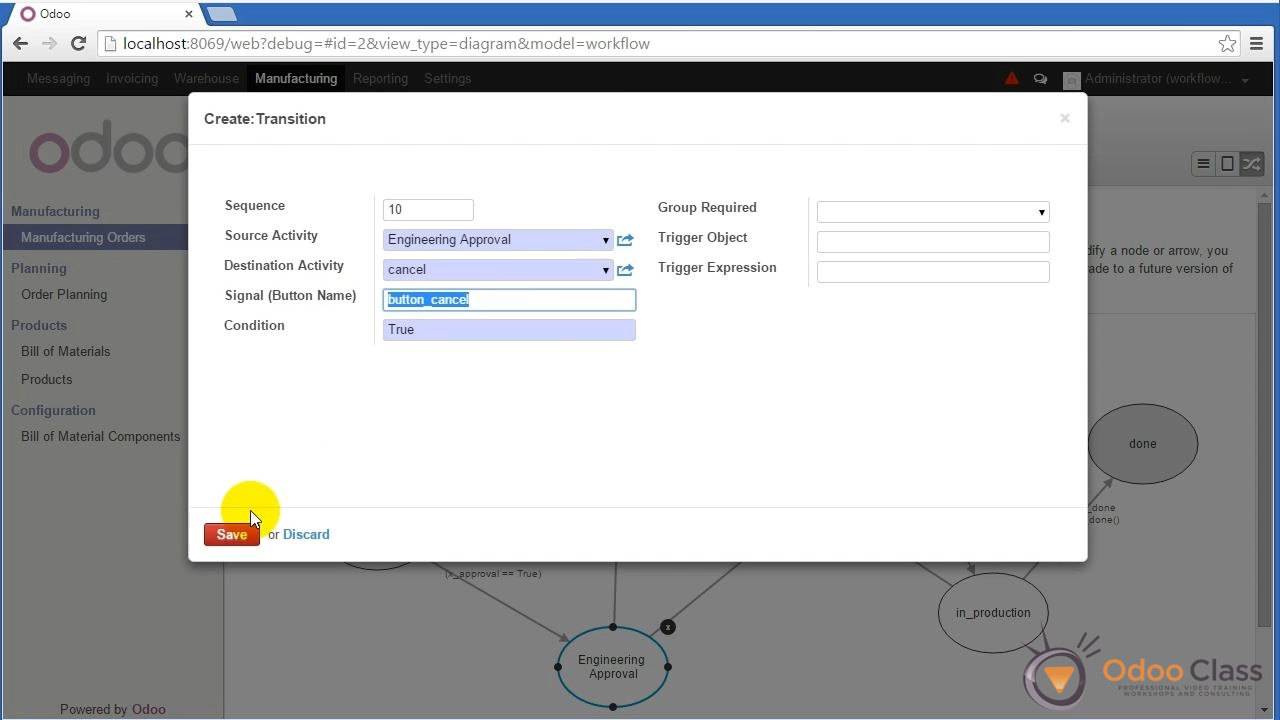 Odoo
localhost:8069/web?debug=#id=2&view_type=diagram&model=workflow
Messaging Invoicing Warehouse Manufacturing Reporting Settings Administrator (workflow...
odoo
Create:Transition
Manufacturing
Manufacturing Orders
Planning
Order Planning
Products
Bill of Materials
Products
Configuration
Bill of Material Components
Powered by Odoo
Sequence 10
Source Activity Engineering Approval
Destination Activity cancel
Signal (Button Name) button_cancel
Condition True
Group Required
Trigger Object
Trigger Expression
Save or Discard
dify a node or arrow, you
ade to a future version of
done
_done
done()
(x_approval == True)
in_production
x
Engineering
Approval
Odoo Class
PROFESSIONAL VIDEO TRAINING
WORKSHOPS AND CONSULTING